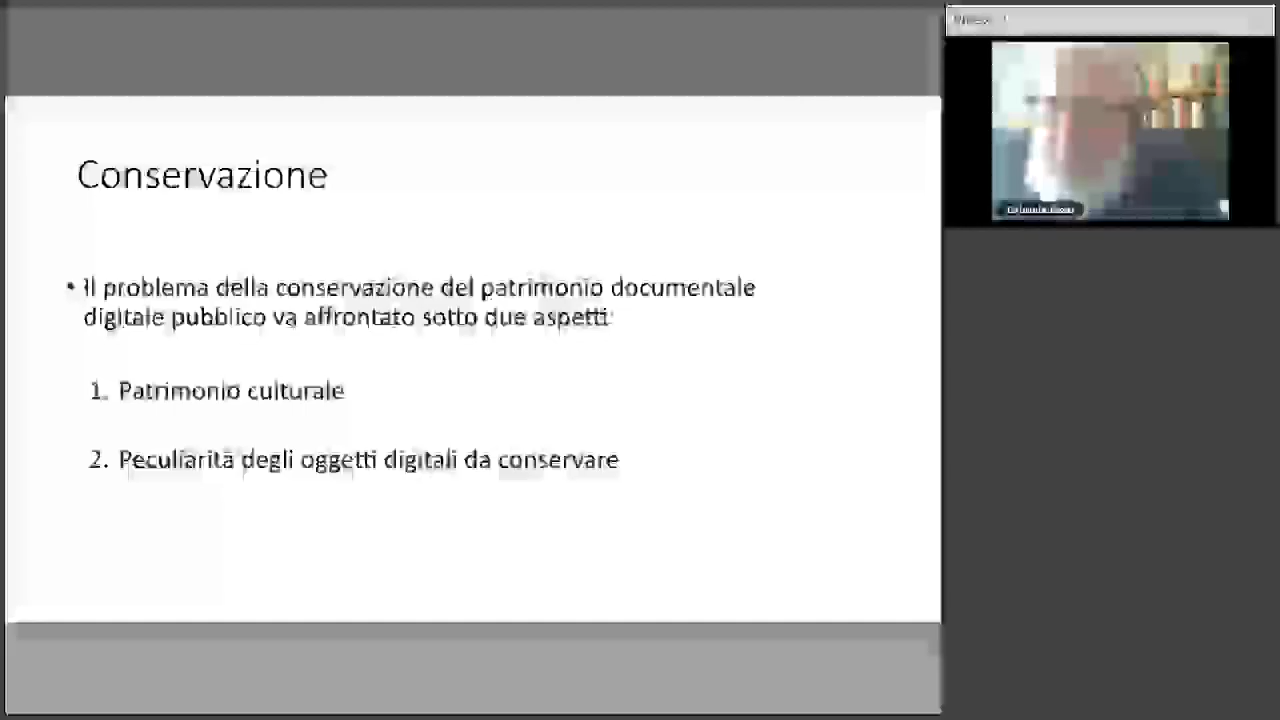 Conservazione
• Il problema della conservazione del patrimonio documentale
digitale pubblico va affrontato sotto due aspetti:
1. Patrimonio culturale
2. Peculiarità degli oggetti digitali da conservare